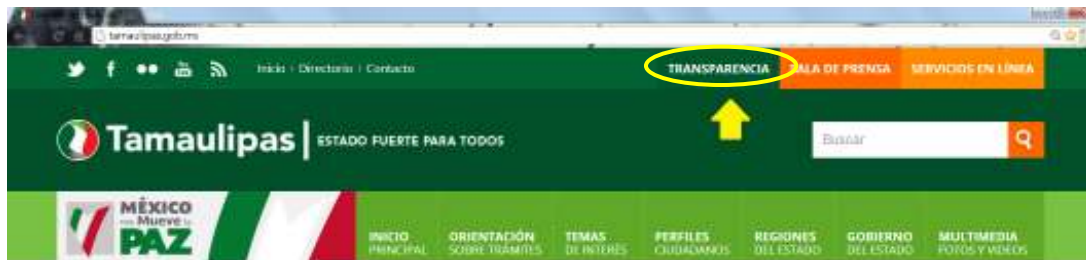 tamaulipas.gob.mx
Inicio | Directorio | Contacto
TRANSPARENCIA
SALA DE PRENSA
SERVICIOS EN LÍNEA
Tamaulipas
ESTADO FUERTE PARA TODOS
Buscar
MÉXICO
nos Mueve la
PAZ
INICIO
PRINCIPAL
ORIENTACIÓN
SOBRE TRÁMITES
TEMAS
DE INTERÉS
PERFILES
CIUDADANOS
REGIONES
DEL ESTADO
GOBIERNO
DEL ESTADO
MULTIMEDIA
FOTOS Y VIDEOS